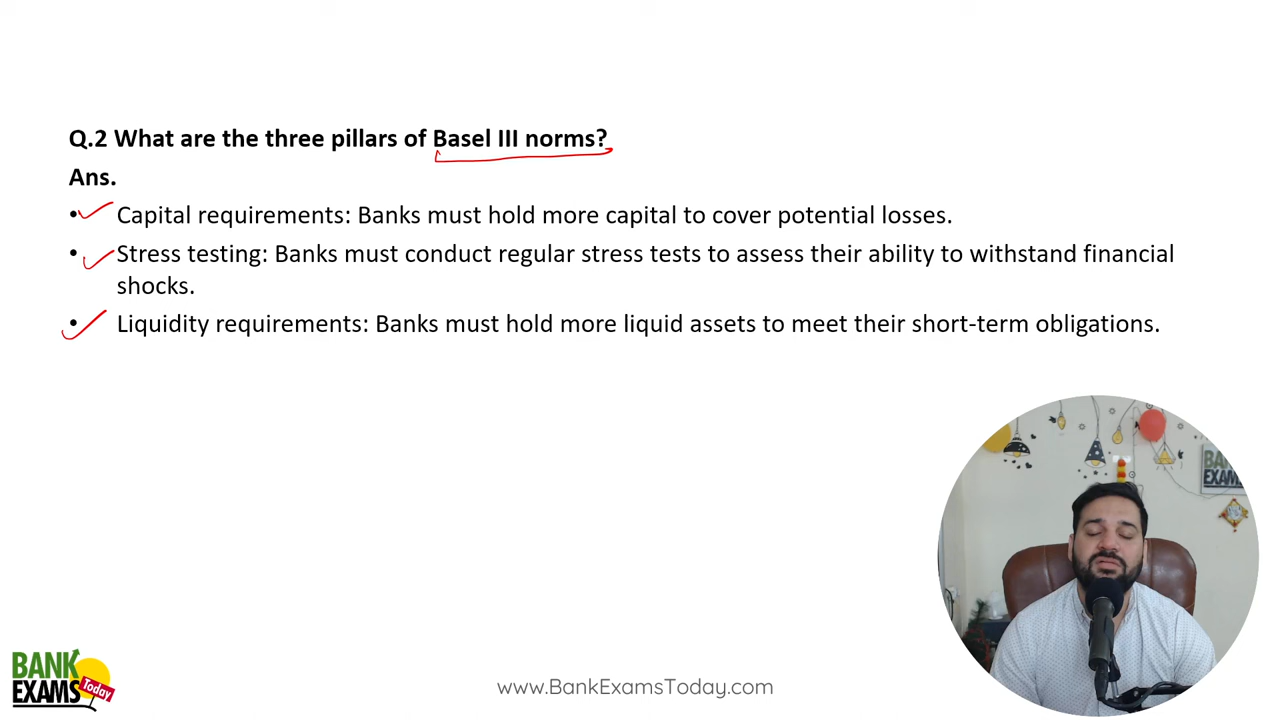 Q.2 What are the three pillars of Basel III norms?
Ans.
• Capital requirements: Banks must hold more capital to cover potential losses.
• Stress testing: Banks must conduct regular stress tests to assess their ability to withstand financial
shocks.
• Liquidity requirements: Banks must hold more liquid assets to meet their short-term obligations.
BANK
EXAM
BANK
EXAMS
Today
www.BankExamsToday.com